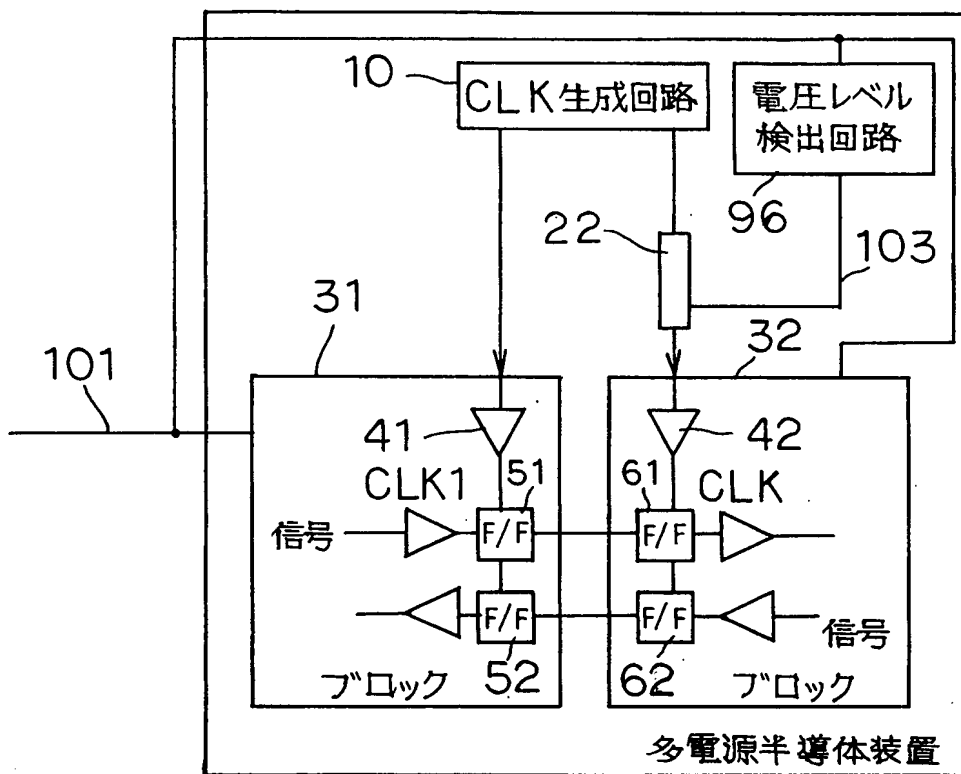 10
CLK生成回路
電圧レベル
検出回路
96
22
103
31
32
101
41
42
CLK1
51
61
CLK
信号
F/F
F/F
F/F
F/F
信号
52
62
ブロック
ブロック
多電源半導体装置